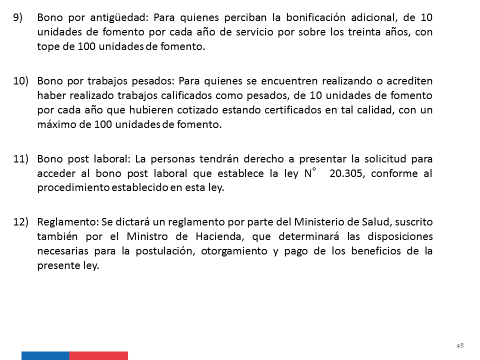 9) Bono por antigüedad: Para quienes perciban la bonificación adicional, de 10
unidades de fomento por cada año de servicio por sobre los treinta años, con
tope de 100 unidades de fomento.
10) Bono por trabajos pesados: Para quienes se encuentren realizando o acrediten
haber realizado trabajos calificados como pesados, de 10 unidades de fomento
por cada año que hubieren cotizado estando certificados en tal calidad, con un
máximo de 100 unidades de fomento.
11) Bono post laboral: La personas tendrán derecho a presentar la solicitud para
acceder al bono post laboral que establece la ley N° 20.305, conforme al
procedimiento establecido en esta ley.
12) Reglamento: Se dictará un reglamento por parte del Ministerio de Salud, suscrito
también por el Ministro de Hacienda, que determinará las disposiciones
necesarias para la postulación, otorgamiento y pago de los beneficios de la
presente ley.
48